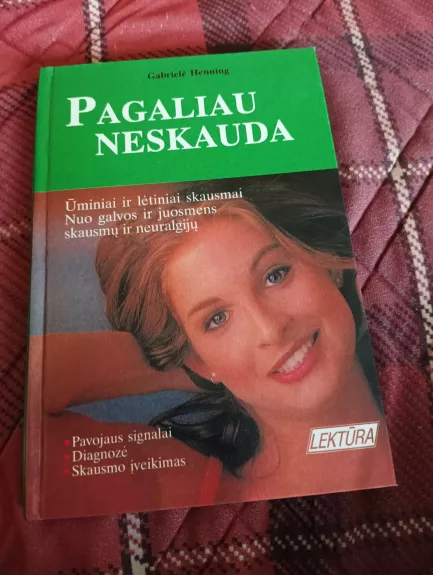 Gabrielė Henning
PAGALIAU
NESKAUDA
Ūminiai ir lėtiniai skausmai
Nuo galvos ir juosmens
skausmų ir neuralgijų
Pavojaus signalai
Diagnozė
Skausmo įveikimas
LEKTŪRA